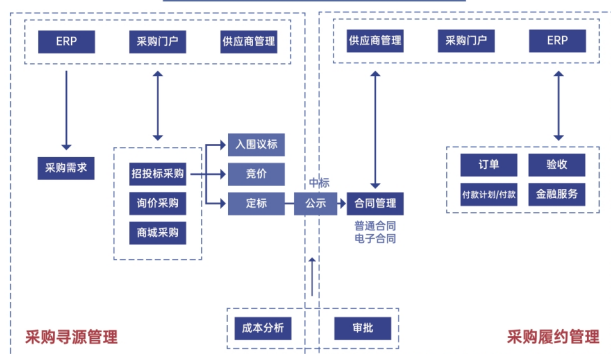 ERP
采购门户
供应商管理
供应商管理
采购门户
ERP
采购需求
招投标采购
询价采购
商城采购
入围议标
竞价
定标
中标
公示
合同管理
普通合同
电子合同
订单
验收
付款计划/付款
金融服务
成本分析
审批
采购寻源管理
采购履约管理